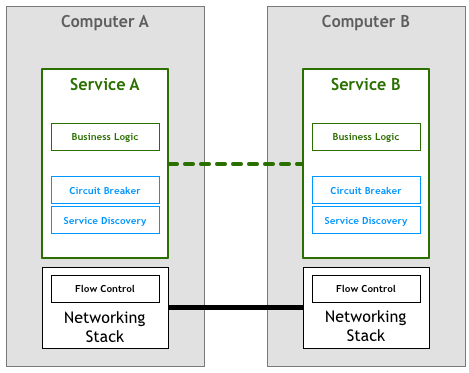 Computer A
Service A
Business Logic
Circuit Breaker
Service Discovery
Flow Control
Networking
Stack
Computer B
Service B
Business Logic
Circuit Breaker
Service Discovery
Flow Control
Networking
Stack